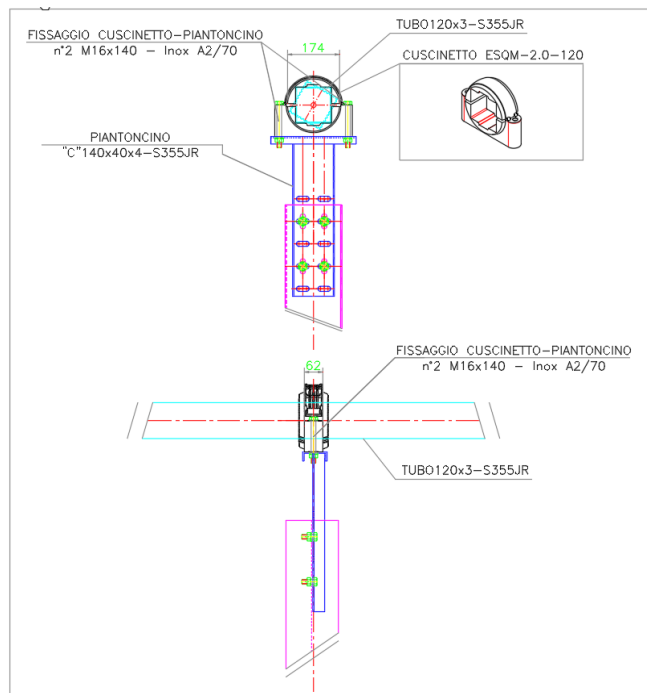 FISSAGGIO CUSCINETTO-PIANTONCINO
n°2 M16x140 - Inox A2/70
TUBO120x3-S355JR
174
CUSCINETTO ESQM-2.0-120
PIANTONCINO
"C"140x40x4-S355JR
62
FISSAGGIO CUSCINETTO-PIANTONCINO
n°2 M16x140 - Inox A2/70
TUBO120x3-S355JR